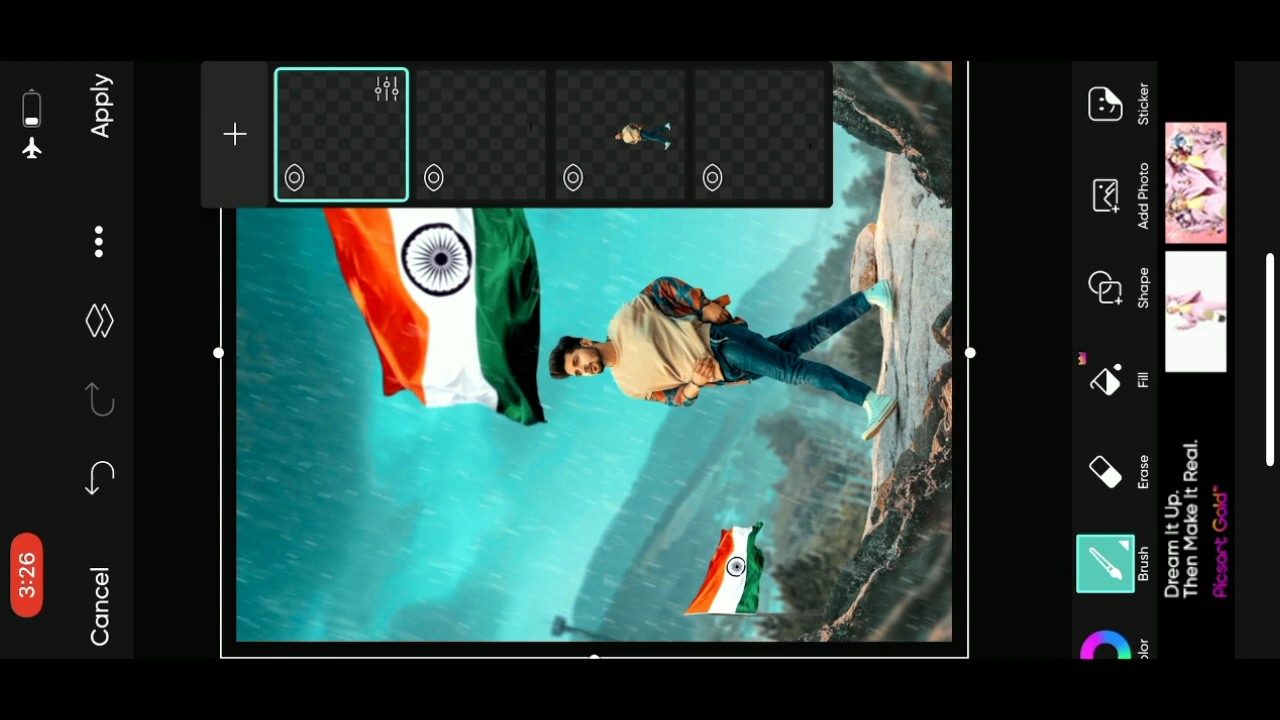 3:26
Cancel
Apply
olor
Brush
Erase
Fill
Shape
Add Photo
Sticker
Dream It Up.
Then Make It Real.
Picsart Gold